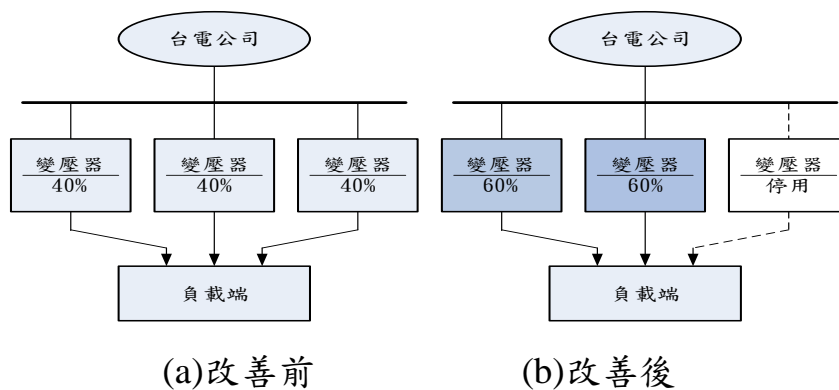 台電公司
變壓器
40%
變壓器
40%
變壓器
40%
負載端
(a)改善前
台電公司
變壓器
60%
變壓器
60%
變壓器
停用
負載端
(b)改善後